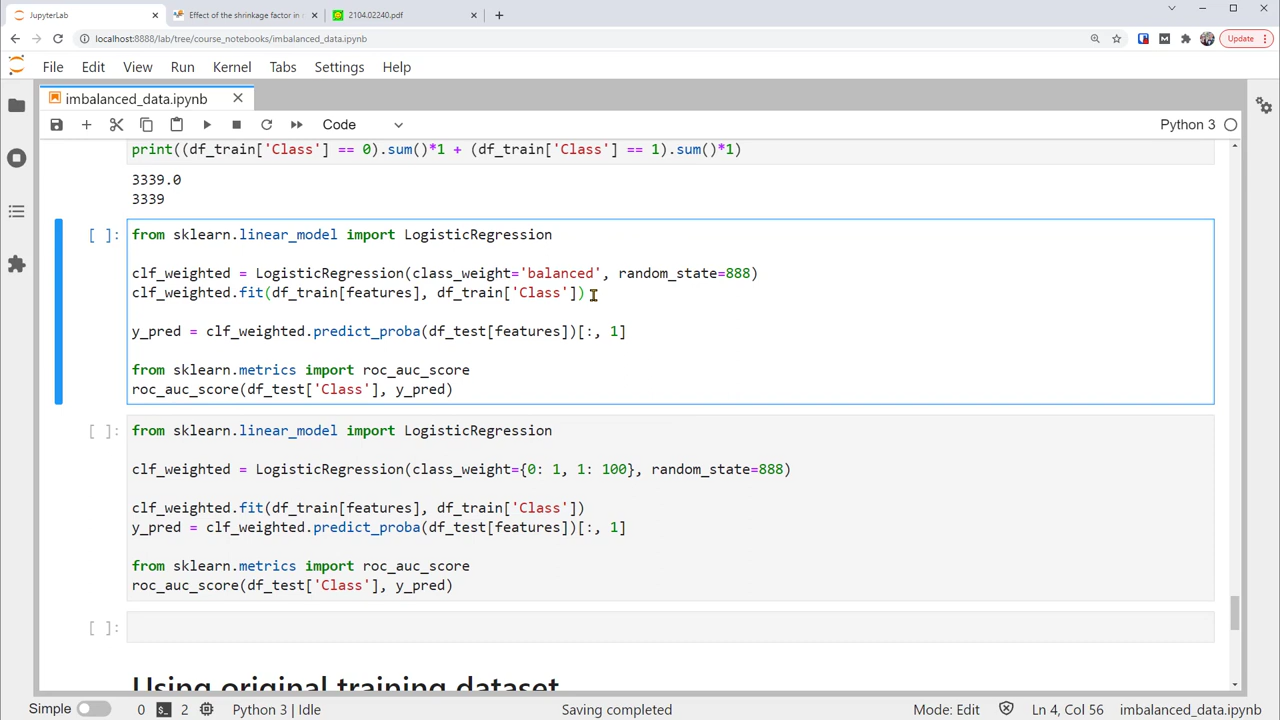 JupyterLab
Effect of the shrinkage factor in
2104.02240.pdf
localhost:8888/lab/tree/course_notebooks/imbalanced_data.ipynb
Update
File Edit View Run Kernel Tabs Settings Help
imbalanced_data.ipynb
Code
Python 3
print((df_train['Class'] == 0).sum()*1 + (df_train['Class'] == 1).sum()*1)
3339.0
3339
[ ]:
from sklearn.linear_model import LogisticRegression
clf_weighted = LogisticRegression(class_weight='balanced', random_state=888)
clf_weighted.fit(df_train[features], df_train['Class'])
y_pred = clf_weighted.predict_proba(df_test[features])[:, 1]
from sklearn.metrics import roc_auc_score
roc_auc_score(df_test['Class'], y_pred)
[ ]:
from sklearn.linear_model import LogisticRegression
clf_weighted = LogisticRegression(class_weight={0: 1, 1: 100}, random_state=888)
clf_weighted.fit(df_train[features], df_train['Class'])
y_pred = clf_weighted.predict_proba(df_test[features])[:, 1]
from sklearn.metrics import roc_auc_score
roc_auc_score(df_test['Class'], y_pred)
[ ]:
Using original training dataset
Simple 0 2 Python 3 | Idle Saving completed Mode: Edit Ln 4, Col 56 imbalanced_data.ipynb